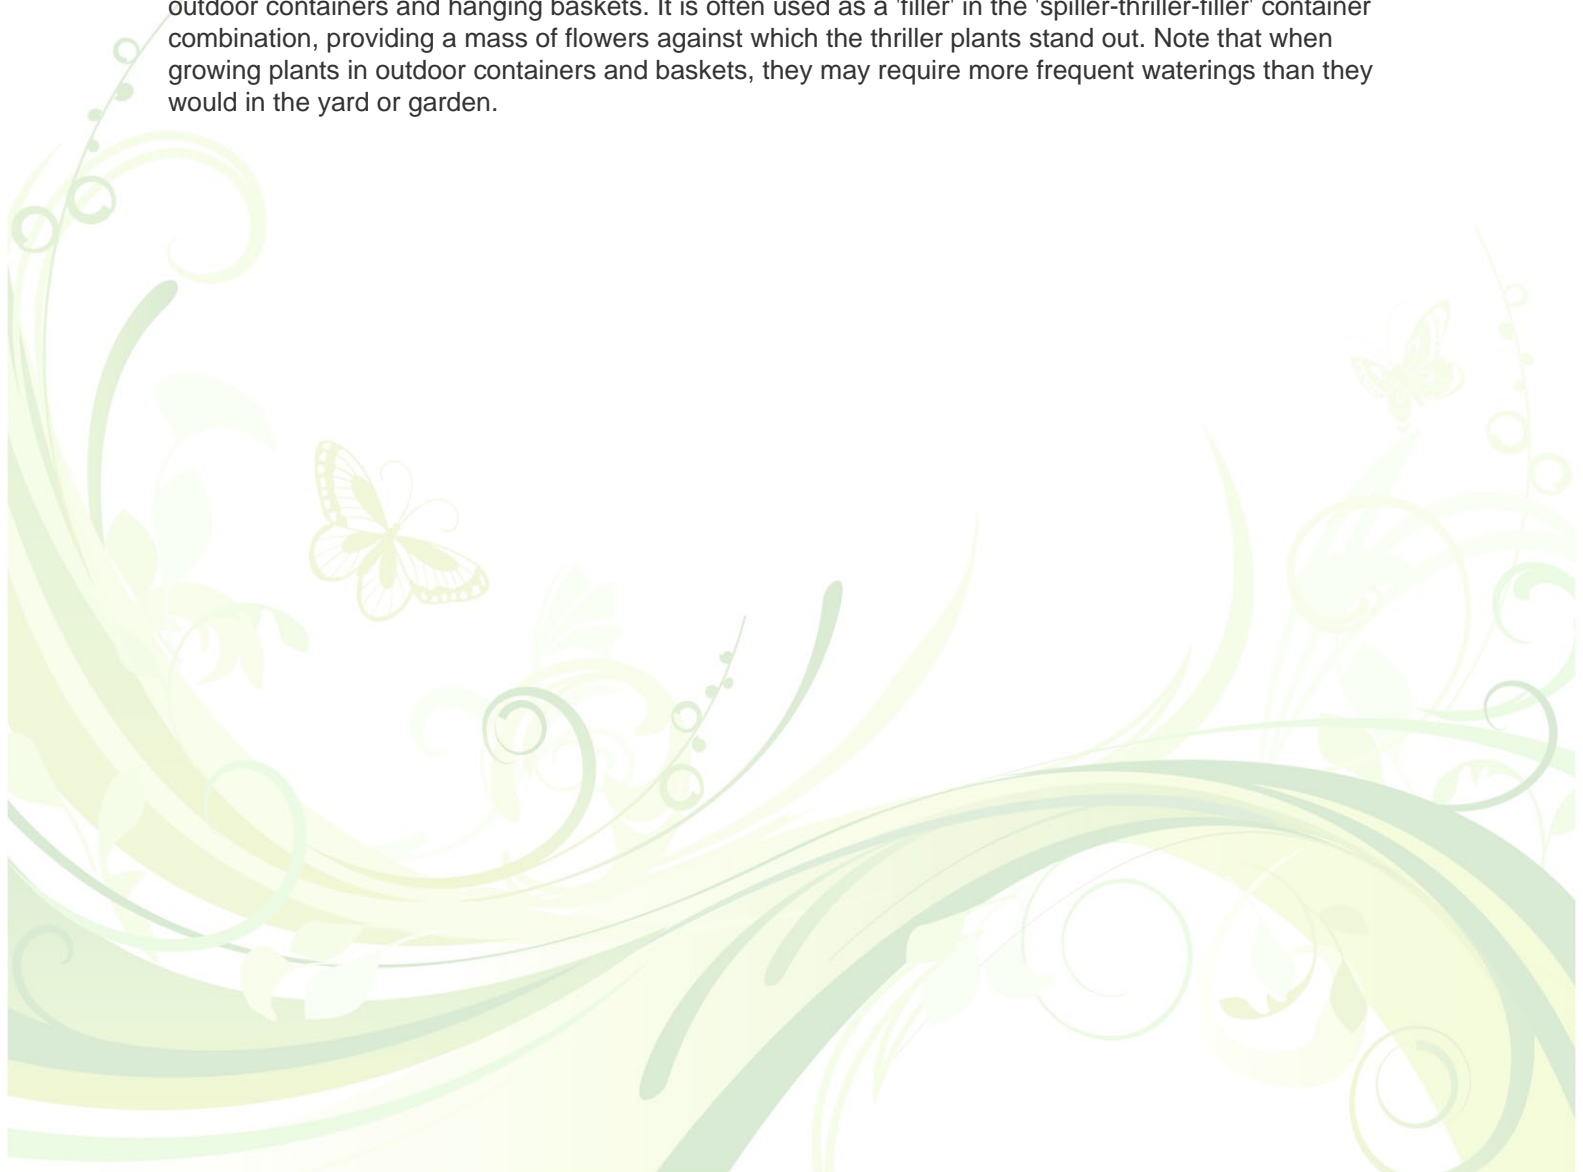 outdoor containers and hanging baskets. It is often used as a 'filler' in the 'spiller-thriller-filler' container
combination, providing a mass of flowers against which the thriller plants stand out. Note that when
growing plants in outdoor containers and baskets, they may require more frequent waterings than they
would in the yard or garden.